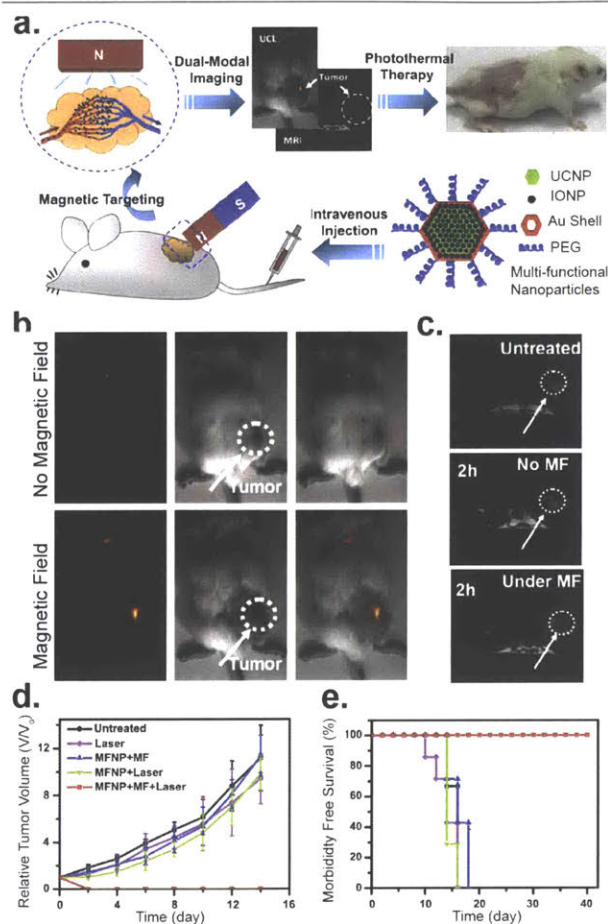 a.
N
Dual-Modal
Imaging
UCL
Tumor
MRI
Photothermal
Therapy
Magnetic Targeting
N
S
Intravenous
Injection
UCNP
IONP
Au Shell
PEG
Multi-functional
Nanoparticles
b
No Magnetic Field
Tumor
Magnetic Field
Tumor
c.
Untreated
2h No MF
2h Under MF
d.
Relative Tumor Volume (V/V₀)
12
8
4
0
Untreated
Laser
MFNP+MF
MFNP+Laser
MFNP+MF+Laser
0 4 8 12 16
Time (day)
e.
Morbididty Free Survival (%)
100
80
60
40
20
0
0 10 20 30 40
Time (day)